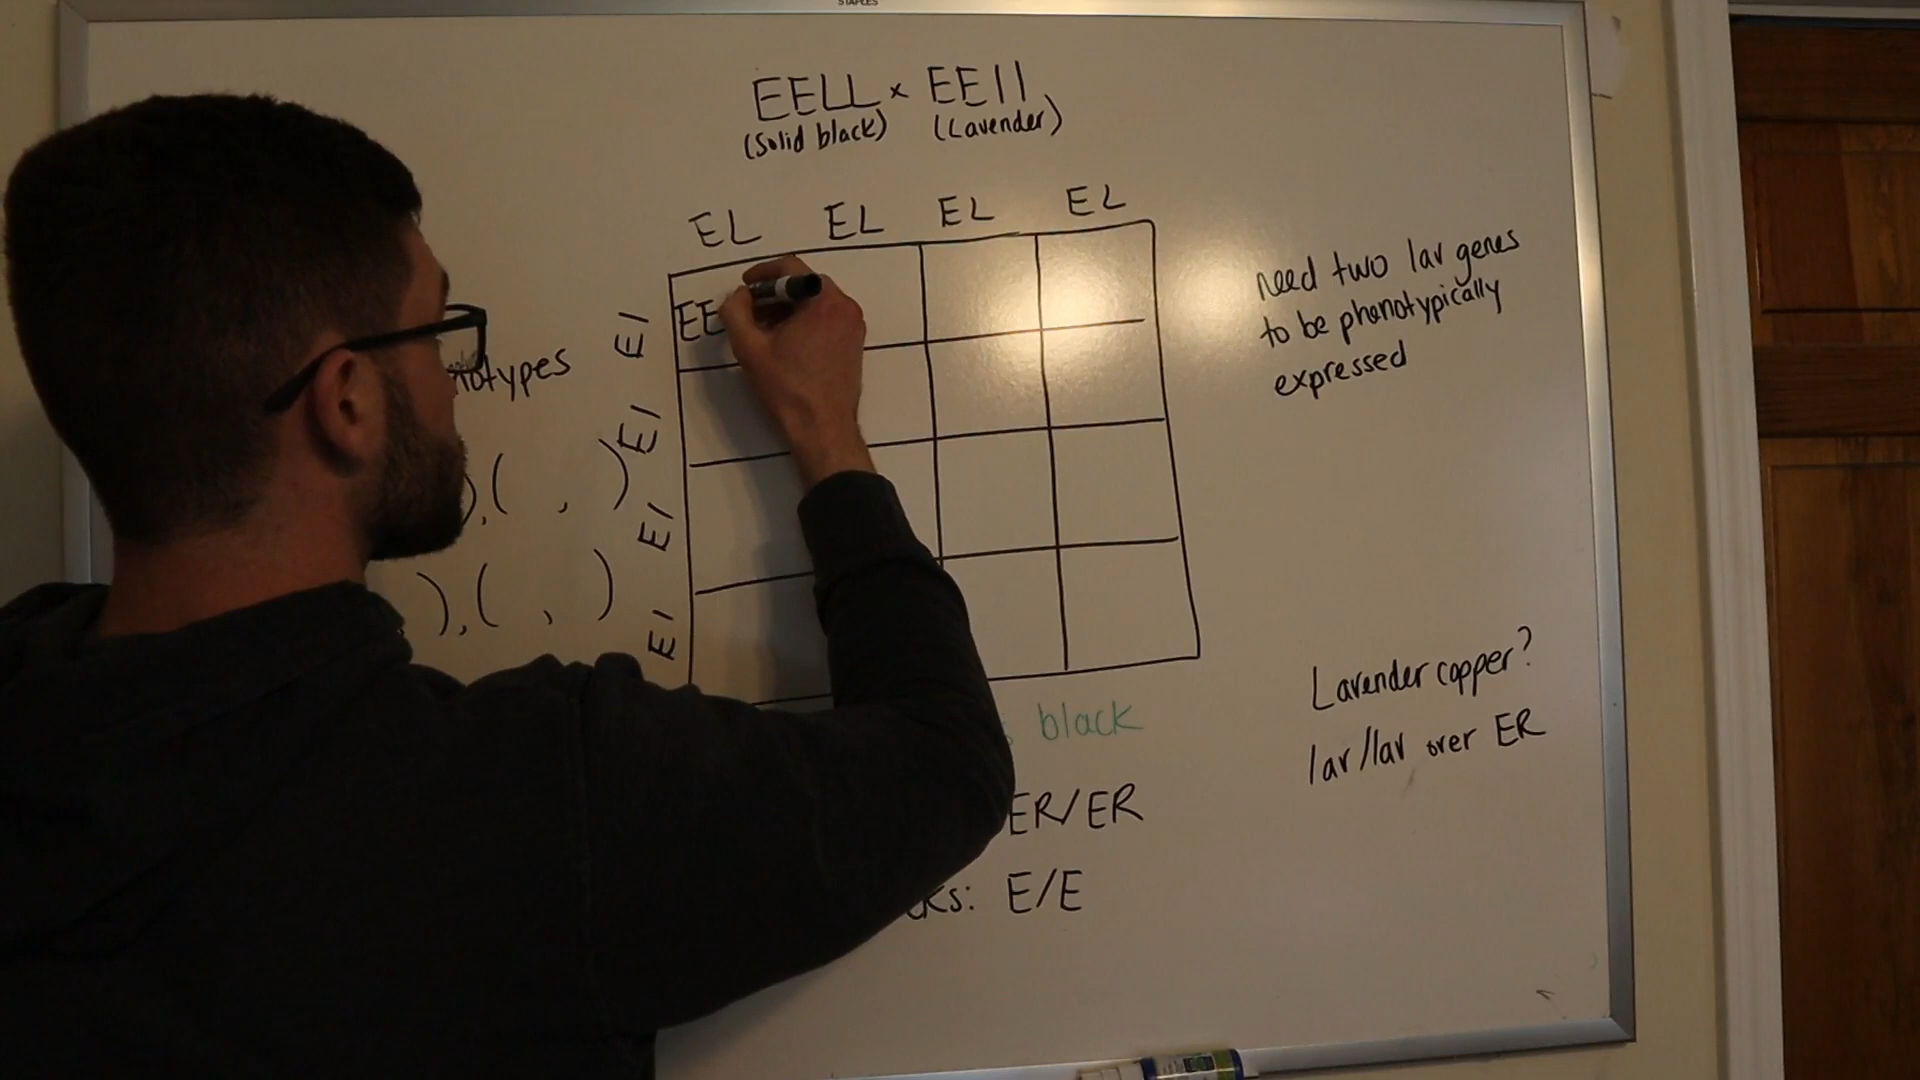 STAPLES
EELL x EEll
(Solid black) (Lavender)
EL EL EL EL
El
EE
El
El
El
need two lav genes
to be phenotypically
expressed
black
ER/ER
E/E
Lavender copper?
lav/lav over ER
), ( , )
), ( , )